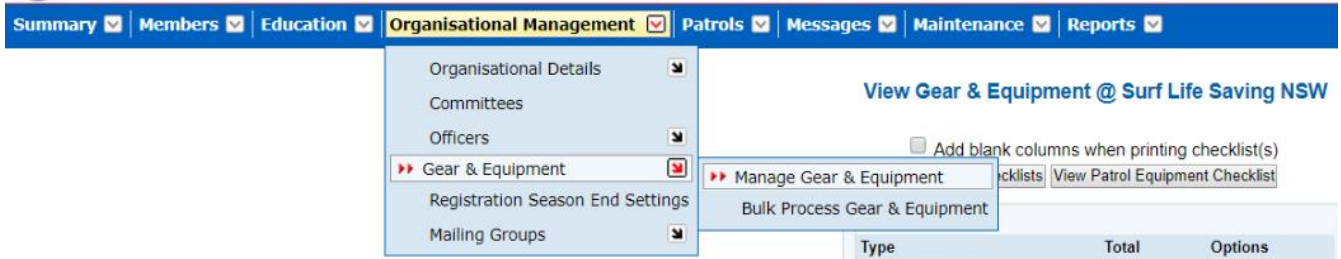 Summary Members Education Organisational Management Patrols Messages Maintenance Reports
Organisational Details
Committees
Officers
Gear & Equipment
Registration Season End Settings
Mailing Groups
Manage Gear & Equipment
Bulk Process Gear & Equipment
View Gear & Equipment @ Surf Life Saving NSW
Add blank columns when printing checklist(s)
View Patrol Equipment Checklist
Type Total Options